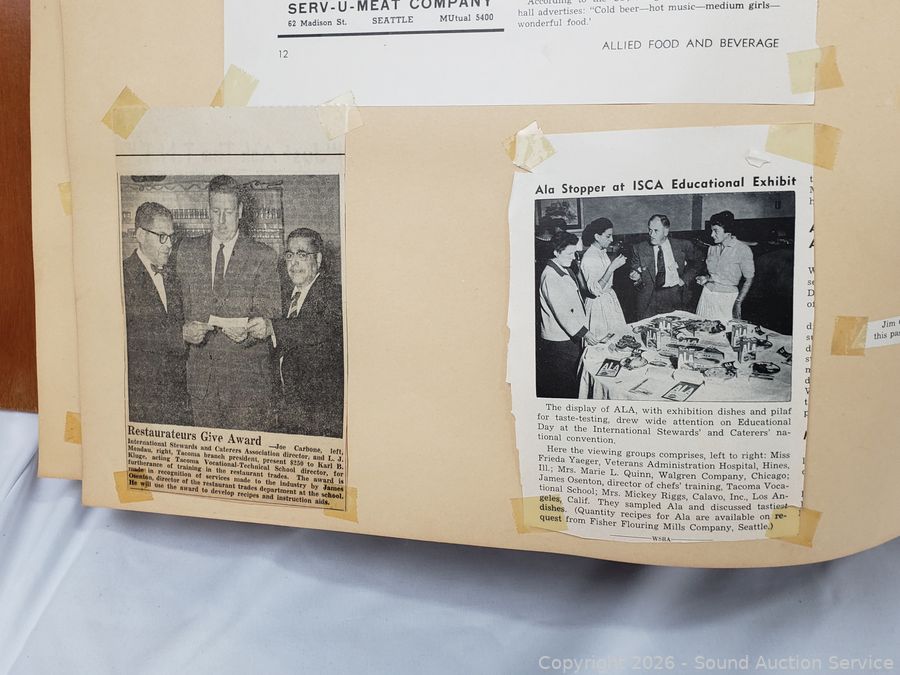 SERV-U-MEAT COMPANY
62 Madison St. SEATTLE MUtual 5400
12
hall advertises: "Cold beer—hot music—medium girls—
wonderful food.'
ALLIED FOOD AND BEVERAGE
Restaurateurs Give Award —Joe Carbone, left,
International Stewards and Caterers Association director, and L. J.
Mendau, right, Tacoma branch president, present $250 to Karl B.
Kluge, acting Tacoma Vocational-Technical School director, for
furtherance of training in the restaurant trades. The award was
made in recognition of services made to the industry by James
Osenton, director of the restaurant trades department at the school.
He will use the award to develop recipes and instruction aids.
Ala Stopper at ISCA Educational Exhibit
The display of ALA, with exhibition dishes and pilaf
for taste-testing, drew wide attention on Educational
Day at the International Stewards' and Caterers' na-
tional convention.
Here the viewing groups comprises, left to right: Miss
Frieda Yaeger, Veterans Administration Hospital, Hines,
Ill.; Mrs. Marie L. Quinn, Walgren Company, Chicago;
James Osenton, director of chefs' training, Tacoma Voca-
tional School; Mrs. Mickey Riggs, Calavo, Inc., Los An-
geles, Calif. They sampled Ala and discussed tastiest
dishes. (Quantity recipes for Ala are available on re-
quest from Fisher Flouring Mills Company, Seattle.)
WSRA
Jim
this pa
Copyright 2026 - Sound Auction Service